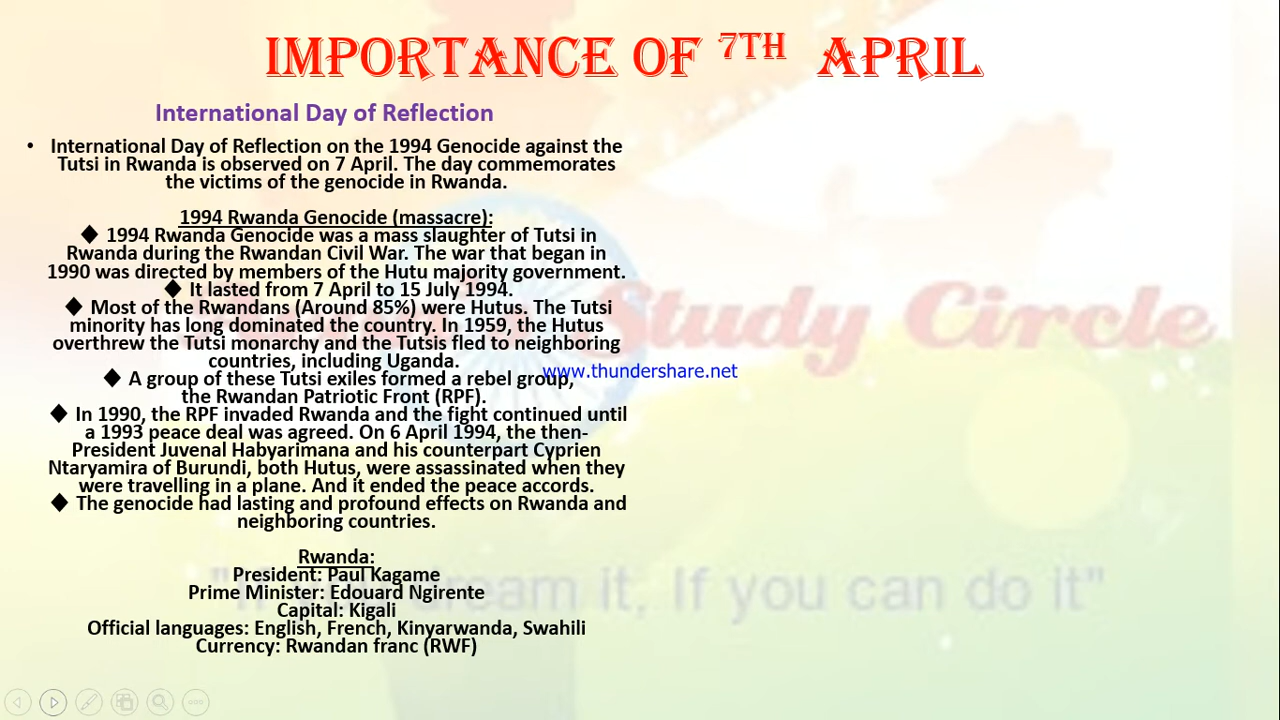 IMPORTANCE OF 7TH APRIL
International Day of Reflection
• International Day of Reflection on the 1994 Genocide against the
Tutsi in Rwanda is observed on 7 April. The day commemorates
the victims of the genocide in Rwanda.
1994 Rwanda Genocide (massacre):
◆ 1994 Rwanda Genocide was a mass slaughter of Tutsi in
Rwanda during the Rwandan Civil War. The war that began in
1990 was directed by members of the Hutu majority government.
◆ It lasted from 7 April to 15 July 1994.
◆ Most of the Rwandans (Around 85%) were Hutus. The Tutsi
minority has long dominated the country. In 1959, the Hutus
overthrew the Tutsi monarchy and the Tutsis fled to neighboring
countries, including Uganda.
◆ A group of these Tutsi exiles formed a rebel group,
the Rwandan Patriotic Front (RPF).
◆ In 1990, the RPF invaded Rwanda and the fight continued until
a 1993 peace deal was agreed. On 6 April 1994, the then-
President Juvenal Habyarimana and his counterpart Cyprien
Ntaryamira of Burundi, both Hutus, were assassinated when they
were travelling in a plane. And it ended the peace accords.
◆ The genocide had lasting and profound effects on Rwanda and
neighboring countries.
Rwanda:
President: Paul Kagame
Prime Minister: Edouard Ngirente
Capital: Kigali
Official languages: English, French, Kinyarwanda, Swahili
Currency: Rwandan franc (RWF)
Study Circle
www.thundershare.net
it, If you can do it"